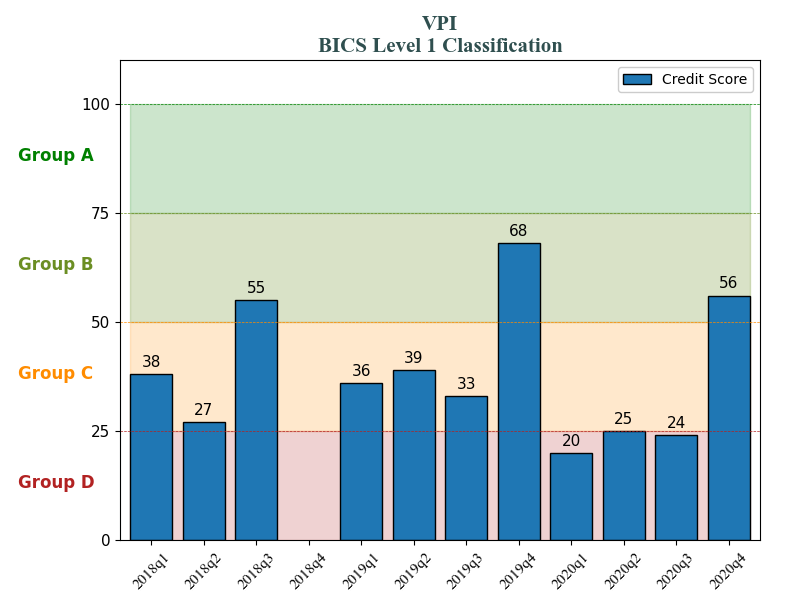 VPI
BICS Level 1 Classification
Credit Score
100
Group A
75
Group B
50
Group C
25
Group D
0
38
27
55
36
39
33
68
20
25
24
56
2018q1
2018q2
2018q3
2018q4
2019q1
2019q2
2019q3
2019q4
2020q1
2020q2
2020q3
2020q4